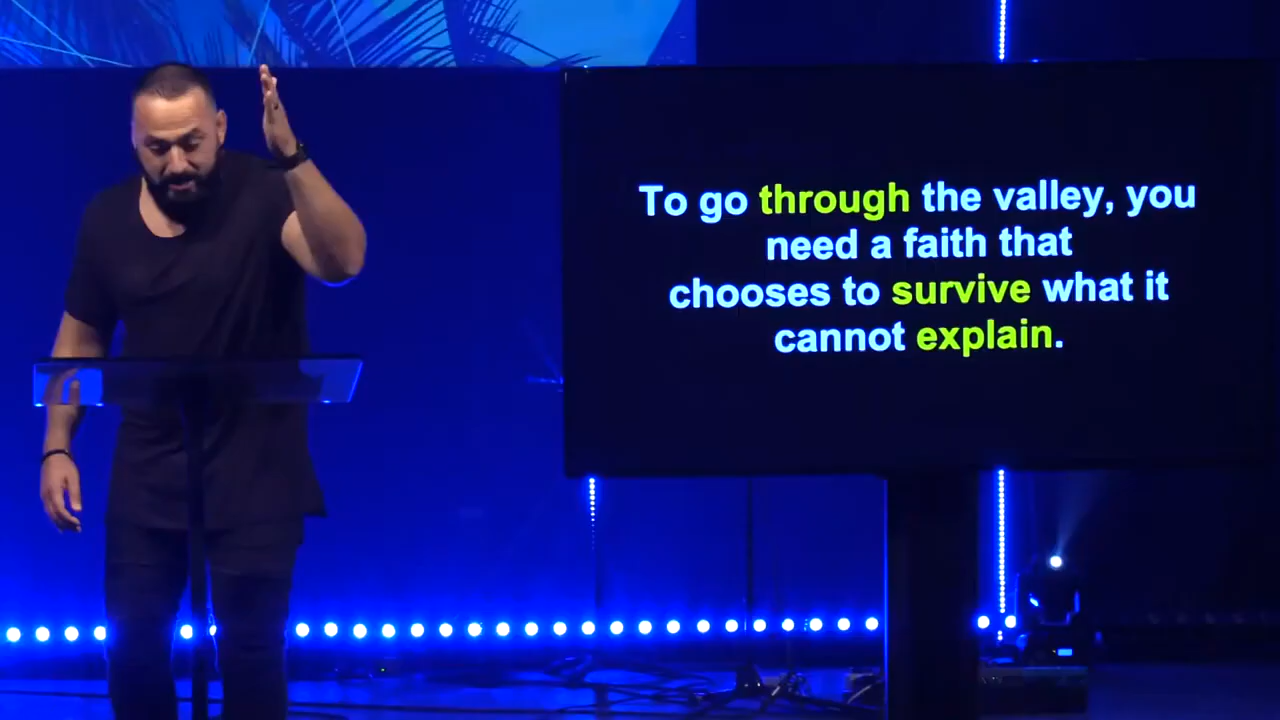 To go through the valley, you
need a faith that
chooses to survive what it
cannot explain.